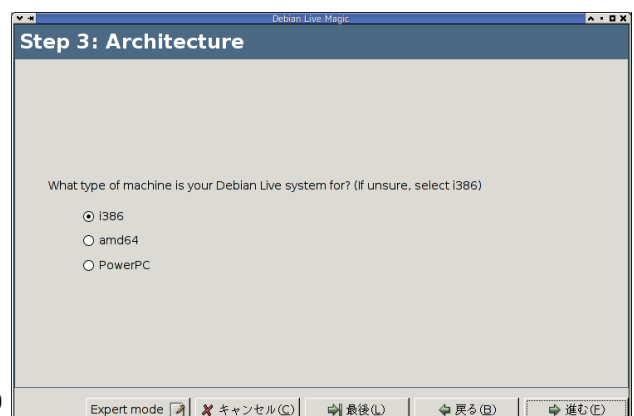 Debian Live Magic
Step 3: Architecture
What type of machine is your Debian Live system for? (If unsure, select i386)
i386
amd64
PowerPC
Expert mode キャンセル(C) 最後(L) 戻る(B) 進む(F)